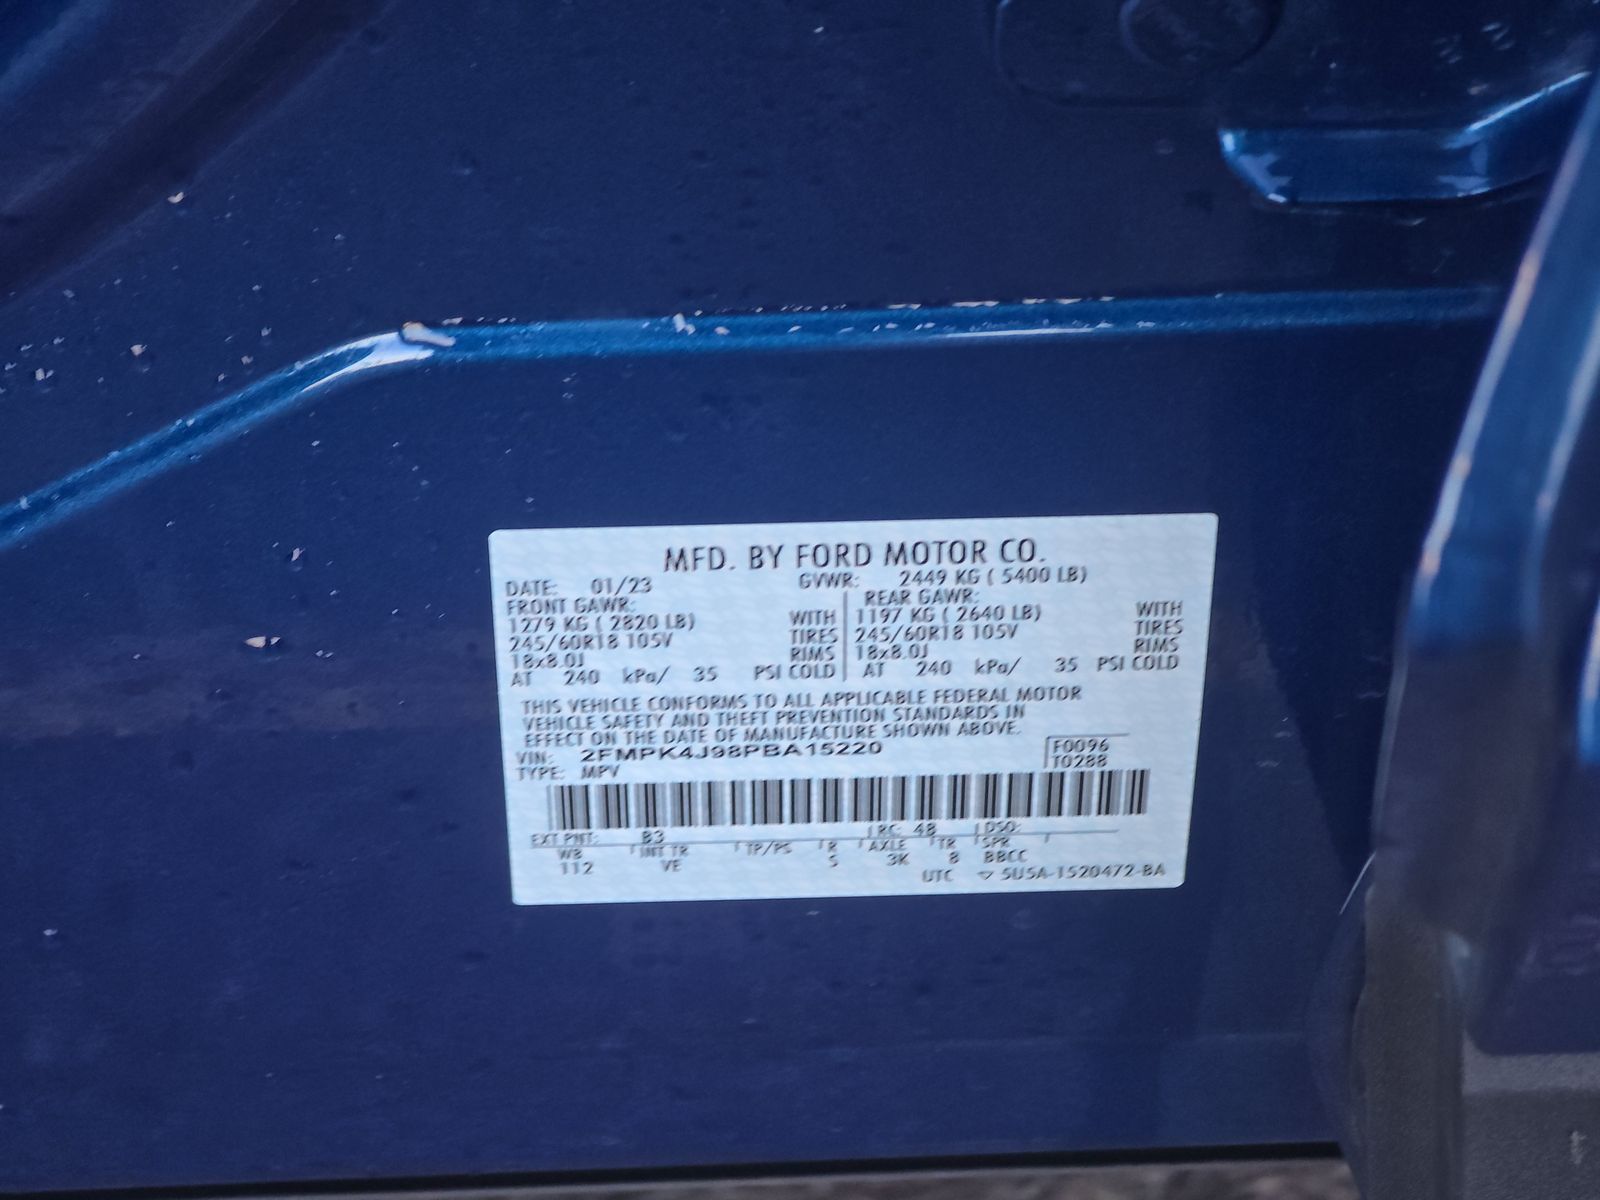 MFD. BY FORD MOTOR CO.
DATE: 01/23 GVWR: 2449 KG ( 5400 LB)
FRONT GAWR: REAR GAWR:
1279 KG ( 2820 LB) WITH 1197 KG ( 2640 LB) WITH
245/60R18 105V TIRES 245/60R18 105V TIRES
18x8.0J RIMS 18x8.0J RIMS
AT 240 kPa/ 35 PSI COLD AT 240 kPa/ 35 PSI COLD
THIS VEHICLE CONFORMS TO ALL APPLICABLE FEDERAL MOTOR
VEHICLE SAFETY AND THEFT PREVENTION STANDARDS IN
EFFECT ON THE DATE OF MANUFACTURE SHOWN ABOVE.
VIN: 2FMPK4J98PBA15220 F0096
TYPE: MPV T0288
EXT PNT: B3 RC: 48 DSO:
WB INT TR TP/PS R AXLE TR SPR
112 VE S 3K 8 BBCC
UTC ▽ 5U5A-1520472-BA